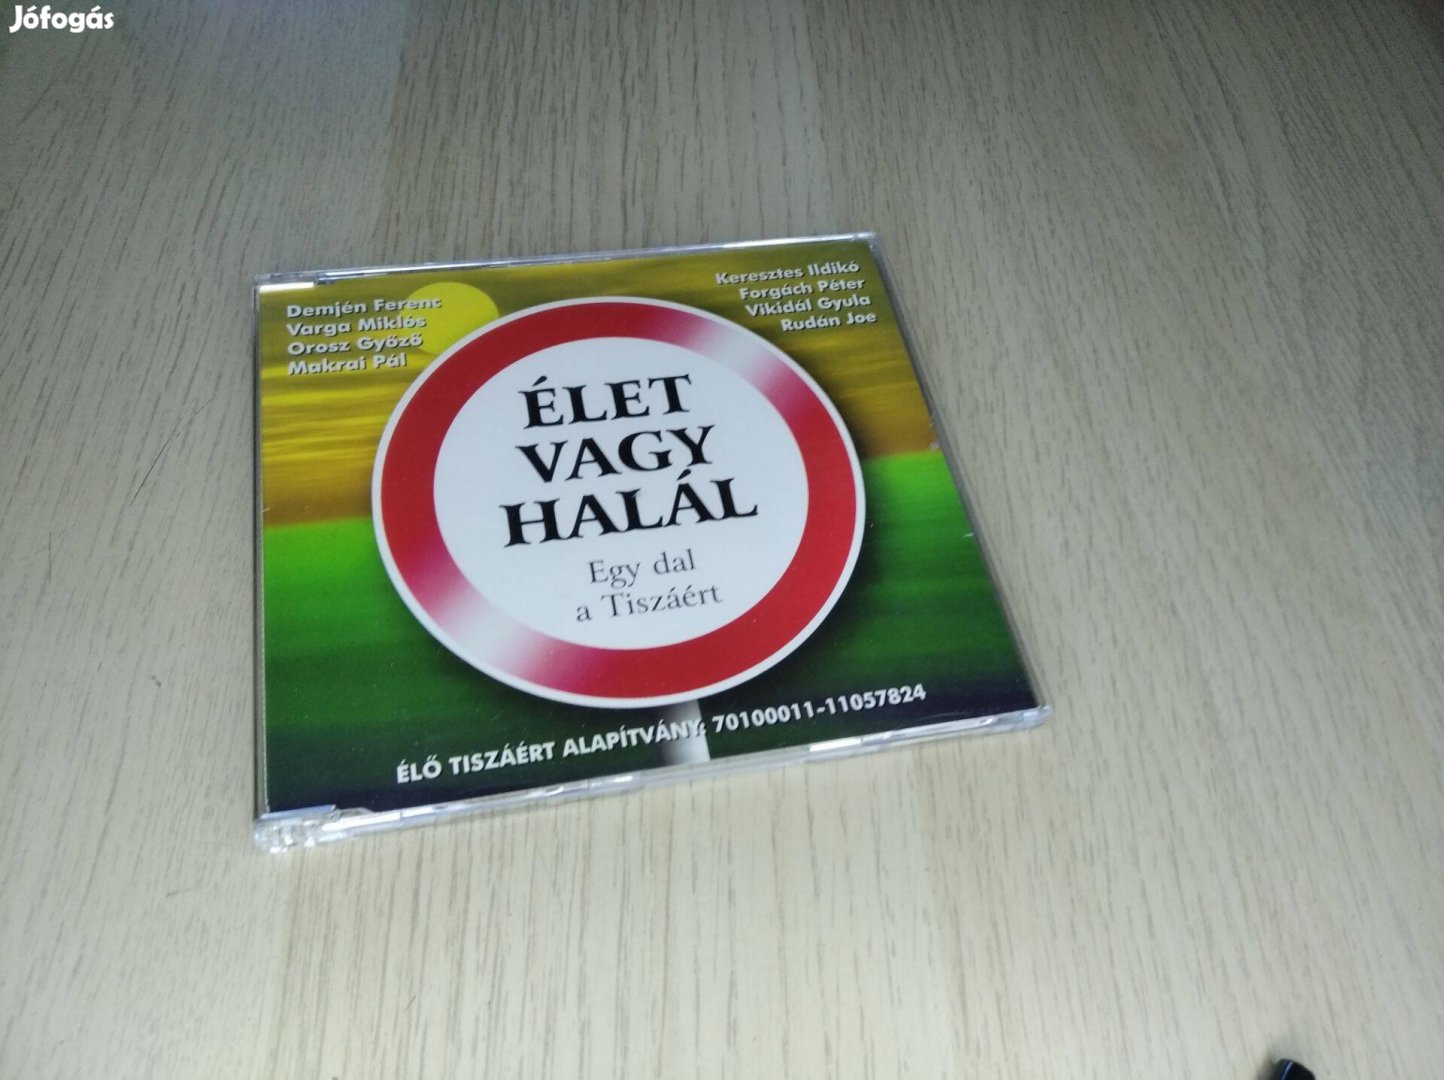 Jófogás
Demjén Ferenc
Varga Miklós
Orosz Győző
Makrai Pál
Keresztes Ildikó
Forgách Péter
Vikidál Gyula
Rudán Joe
ÉLET
VAGY
HALÁL
Egy dal
a Tiszáért
ÉLŐ TISZÁÉRT ALAPÍTVÁNY: 70100011-11057824